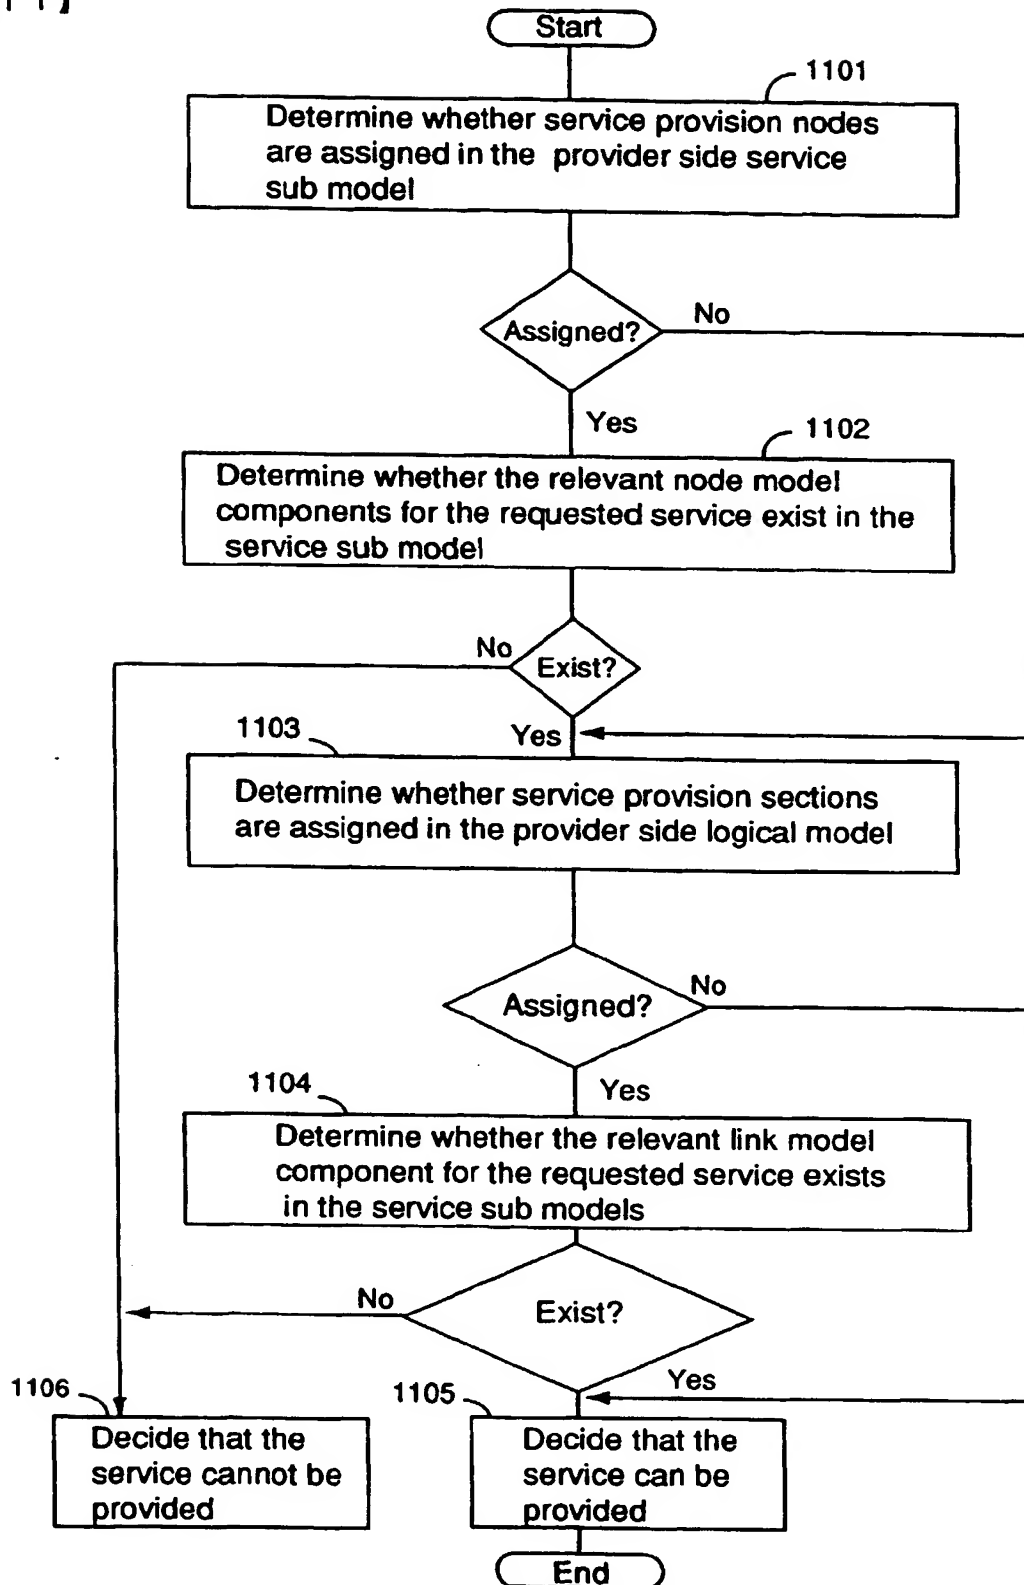 Start
1101
Determine whether service provision nodes
are assigned in the provider side service
sub model
Assigned?
No
Yes
1102
Determine whether the relevant node model
components for the requested service exist in the
service sub model
No
Exist?
Yes
1103
Determine whether service provision sections
are assigned in the provider side logical model
Assigned?
No
Yes
1104
Determine whether the relevant link model
component for the requested service exists
in the service sub models
No
Exist?
Yes
1106
Decide that the
service cannot be
provided
1105
Decide that the
service can be
provided
End